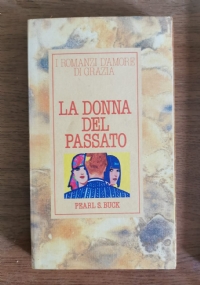 I ROMANZI D'AMORE
DI GRAZIA
LA DONNA
DEL
PASSATO
PEARL S. BUCK